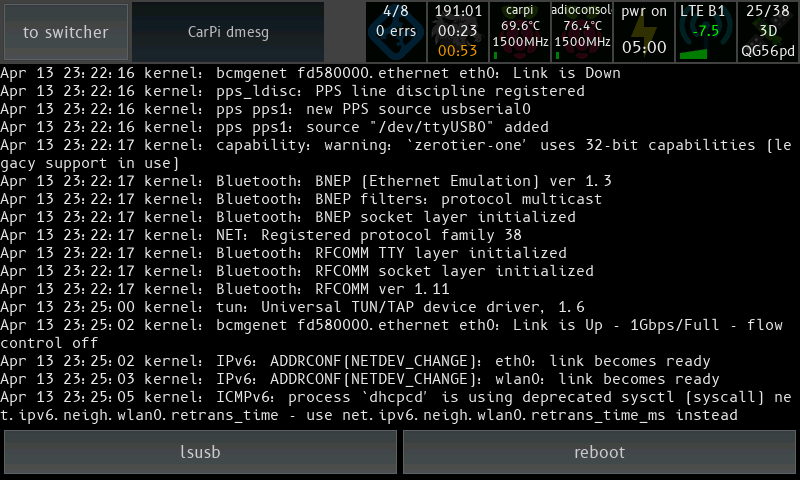 to switcher
CarPi dmesg
4/8
0 errs
191:01
00:23
00:53
carpi
69.6°C
1500MHz
adioconsol
76.4°C
1500MHz
pwr on
05:00
LTE B1
-7.5
25/38
3D
QG56pd
Apr 13 23:22:16 kernel: bcmgenet fd580000.ethernet eth0: Link is Down
Apr 13 23:22:16 kernel: pps_ldisc: PPS line discipline registered
Apr 13 23:22:16 kernel: pps pps1: new PPS source usbserial0
Apr 13 23:22:16 kernel: pps pps1: source "/dev/ttyUSB0" added
Apr 13 23:22:17 kernel: capability: warning: `zerotier-one' uses 32-bit capabilities (le
gacy support in use)
Apr 13 23:22:17 kernel: Bluetooth: BNEP (Ethernet Emulation) ver 1.3
Apr 13 23:22:17 kernel: Bluetooth: BNEP filters: protocol multicast
Apr 13 23:22:17 kernel: Bluetooth: BNEP socket layer initialized
Apr 13 23:22:17 kernel: NET: Registered protocol family 38
Apr 13 23:22:17 kernel: Bluetooth: RFCOMM TTY layer initialized
Apr 13 23:22:17 kernel: Bluetooth: RFCOMM socket layer initialized
Apr 13 23:22:17 kernel: Bluetooth: RFCOMM ver 1.11
Apr 13 23:25:00 kernel: tun: Universal TUN/TAP device driver, 1.6
Apr 13 23:25:02 kernel: bcmgenet fd580000.ethernet eth0: Link is Up - 1Gbps/Full - flow
control off
Apr 13 23:25:02 kernel: IPv6: ADDRCONF(NETDEV_CHANGE): eth0: link becomes ready
Apr 13 23:25:03 kernel: IPv6: ADDRCONF(NETDEV_CHANGE): wlan0: link becomes ready
Apr 13 23:25:05 kernel: ICMPv6: process `dhcpcd' is using deprecated sysctl (syscall) ne
t.ipv6.neigh.wlan0.retrans_time - use net.ipv6.neigh.wlan0.retrans_time_ms instead
lsusb
reboot